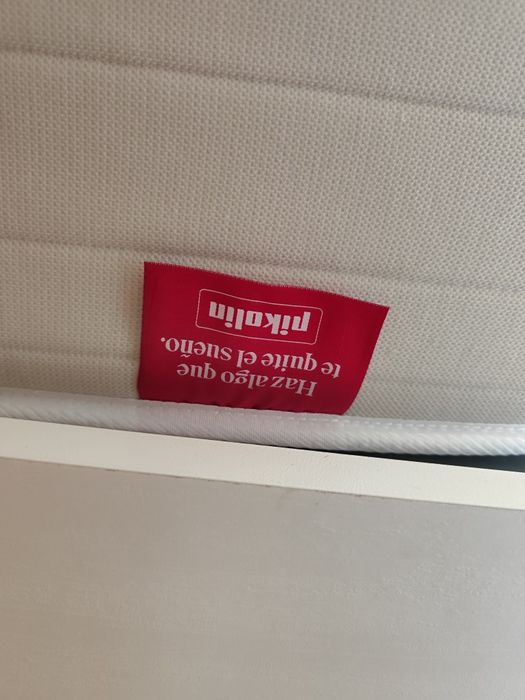 Haz algo que
te quite el sueño.
pikolin